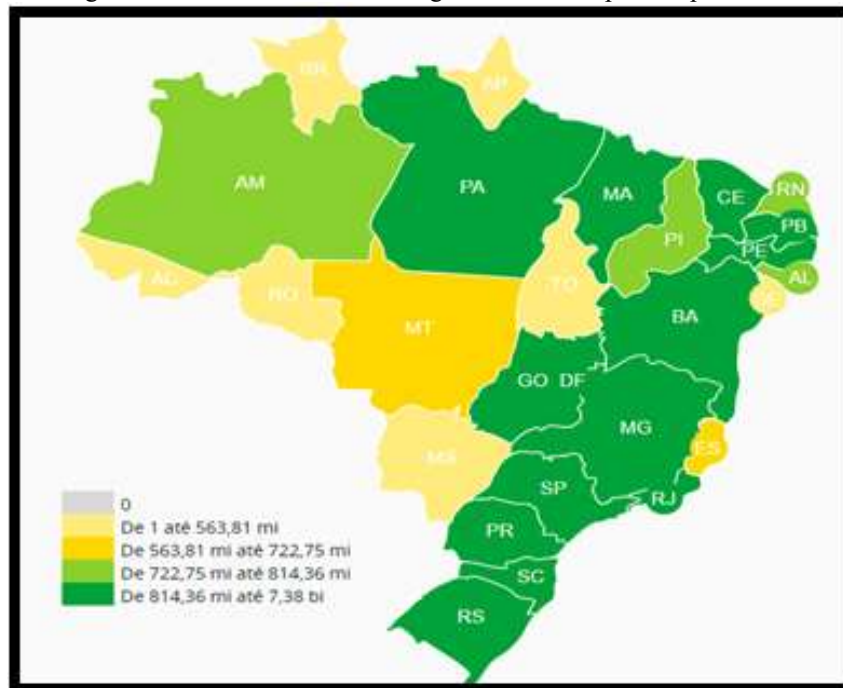 RR
AP
AM
PA
MA
CE
RN
PB
PI
PE
AC
AL
RO
TO
SE
MT
BA
GO DF
MG
MS
ES
SP
RJ
PR
SC
RS
0
De 1 até 563,81 mi
De 563,81 mi até 722,75 mi
De 722,75 mi até 814,36 mi
De 814,36 mi até 7,38 bi